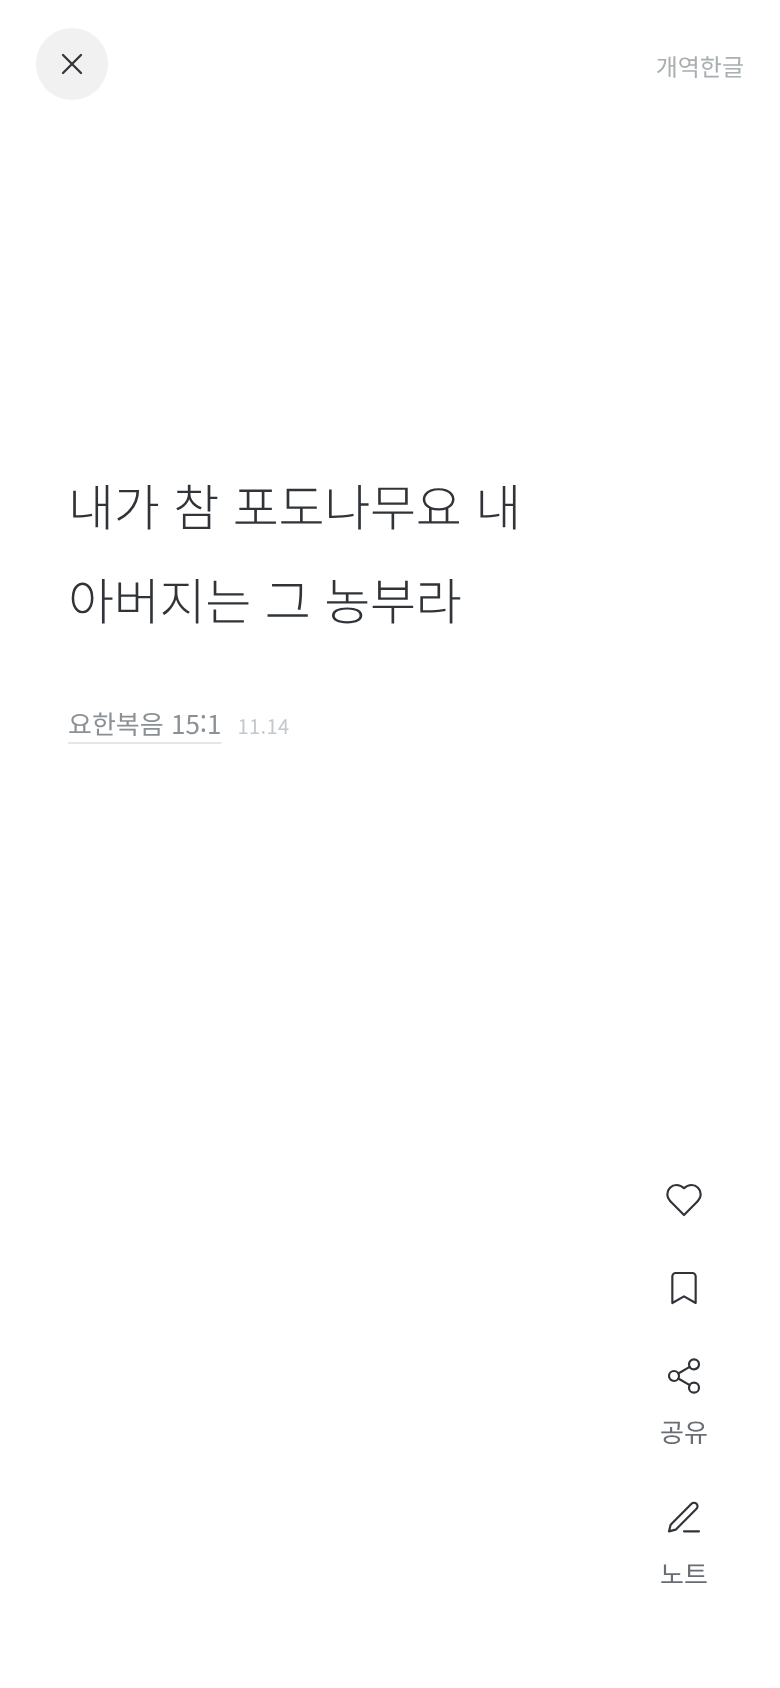 개역한글
내가 참 포도나무요 내
아버지는 그 농부라
요한복음 15:1 11.14
공유
노트